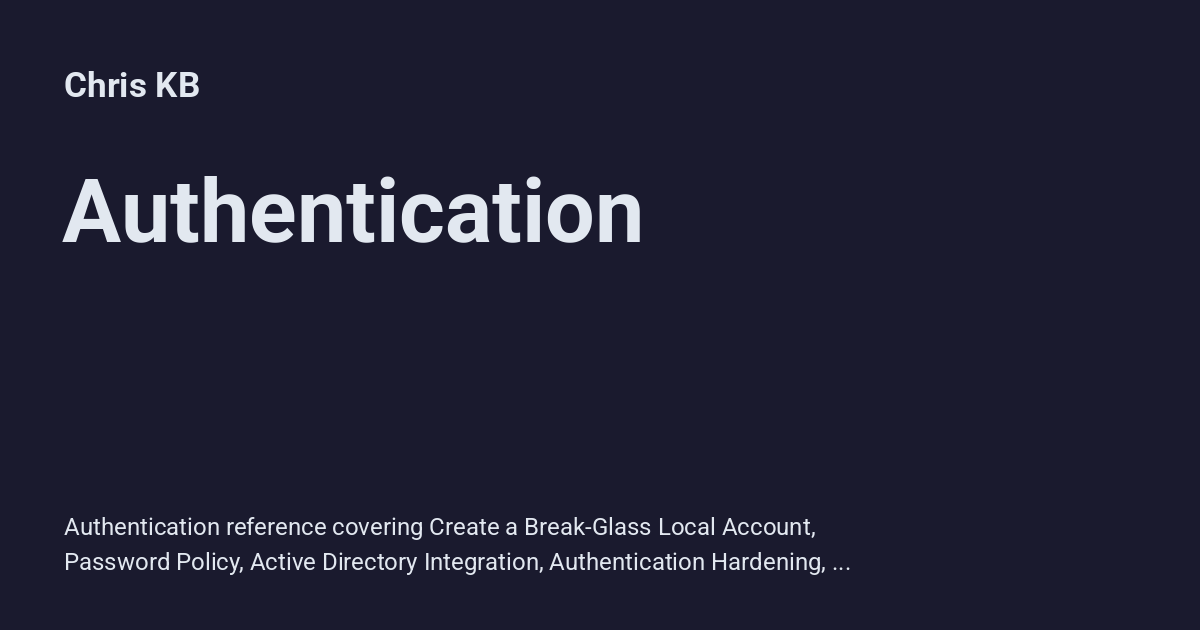 Chris KB
Authentication
Authentication reference covering Create a Break-Glass Local Account,
Password Policy, Active Directory Integration, Authentication Hardening, ...